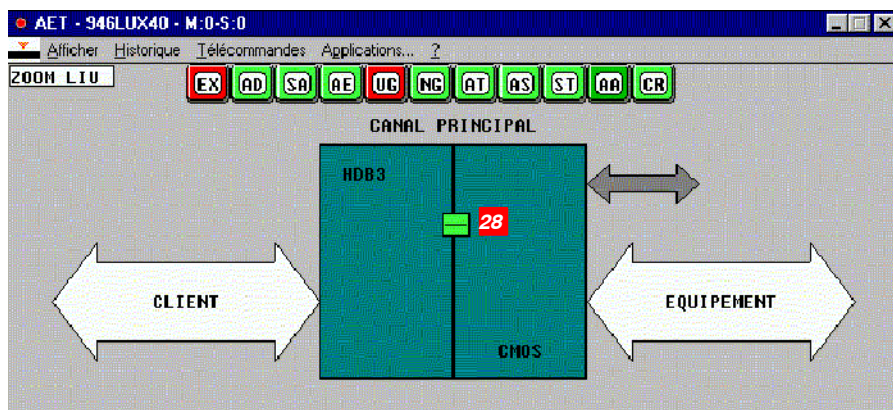 AET - 946LUX40 - M:0-S:0
Afficher Historique Télécommandes Applications... ?
ZOOM LIU
EX AD SA AE UG NG AT AS ST AA CR
CANAL PRINCIPAL
HDB3
28
CLIENT
EQUIPEMENT
CMOS